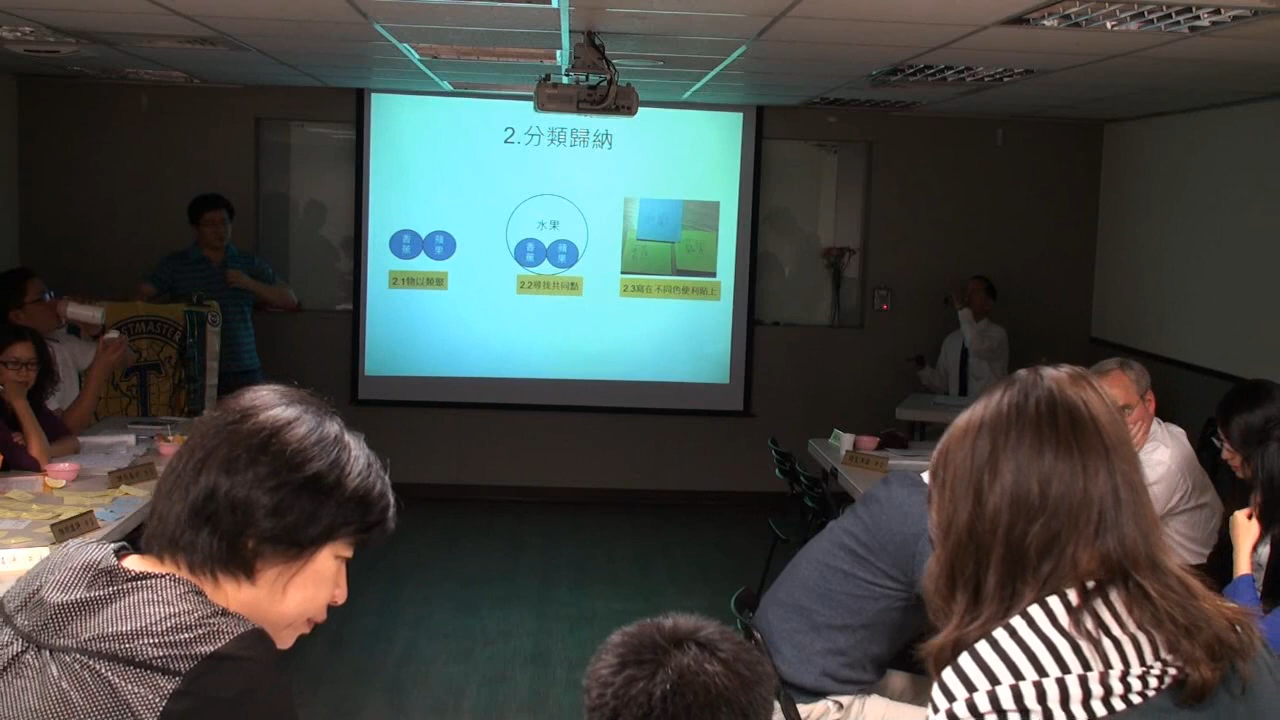 2.分類歸納
香蕉
蘋果
2.1物以類聚
水果
香蕉
蘋果
2.2尋找共同點
2.3寫在不同色便利貼上
STMASTER
T